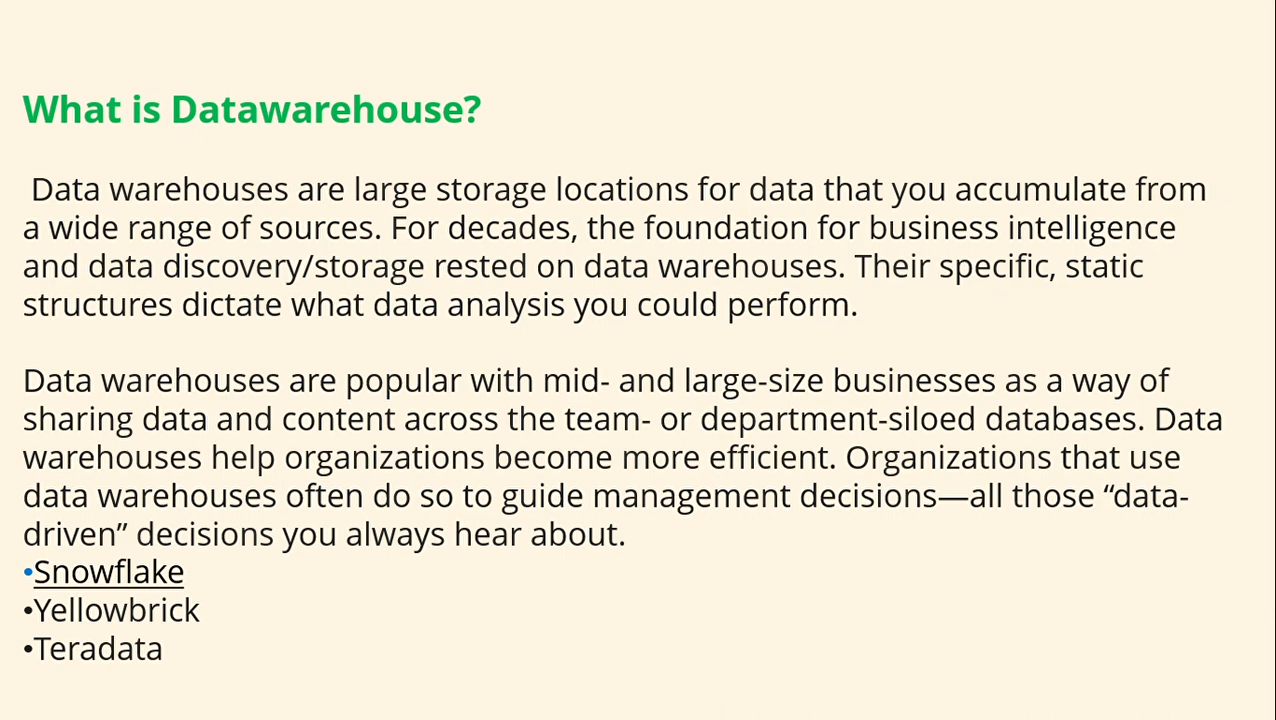 What is Datawarehouse?
Data warehouses are large storage locations for data that you accumulate from
a wide range of sources. For decades, the foundation for business intelligence
and data discovery/storage rested on data warehouses. Their specific, static
structures dictate what data analysis you could perform.
Data warehouses are popular with mid- and large-size businesses as a way of
sharing data and content across the team- or department-siloed databases. Data
warehouses help organizations become more efficient. Organizations that use
data warehouses often do so to guide management decisions—all those “data-
driven” decisions you always hear about.
•Snowflake
•Yellowbrick
•Teradata